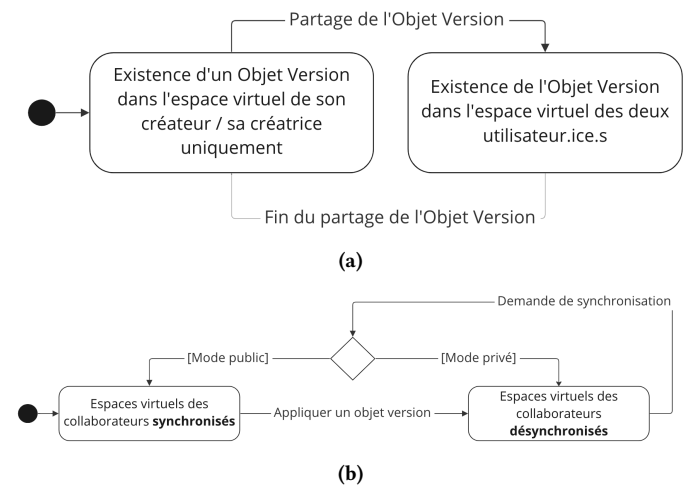 Partage de l'Objet Version
Existence d'un Objet Version
dans l'espace virtuel de son
créateur / sa créatrice
uniquement
Existence de l'Objet Version
dans l'espace virtuel des deux
utilisateur.ice.s
Fin du partage de l'Objet Version
(a)
Demande de synchronisation
[Mode public]
[Mode privé]
Espaces virtuels des
collaborateurs synchronisés
Appliquer un objet version
Espaces virtuels des
collaborateurs
désynchronisés
(b)